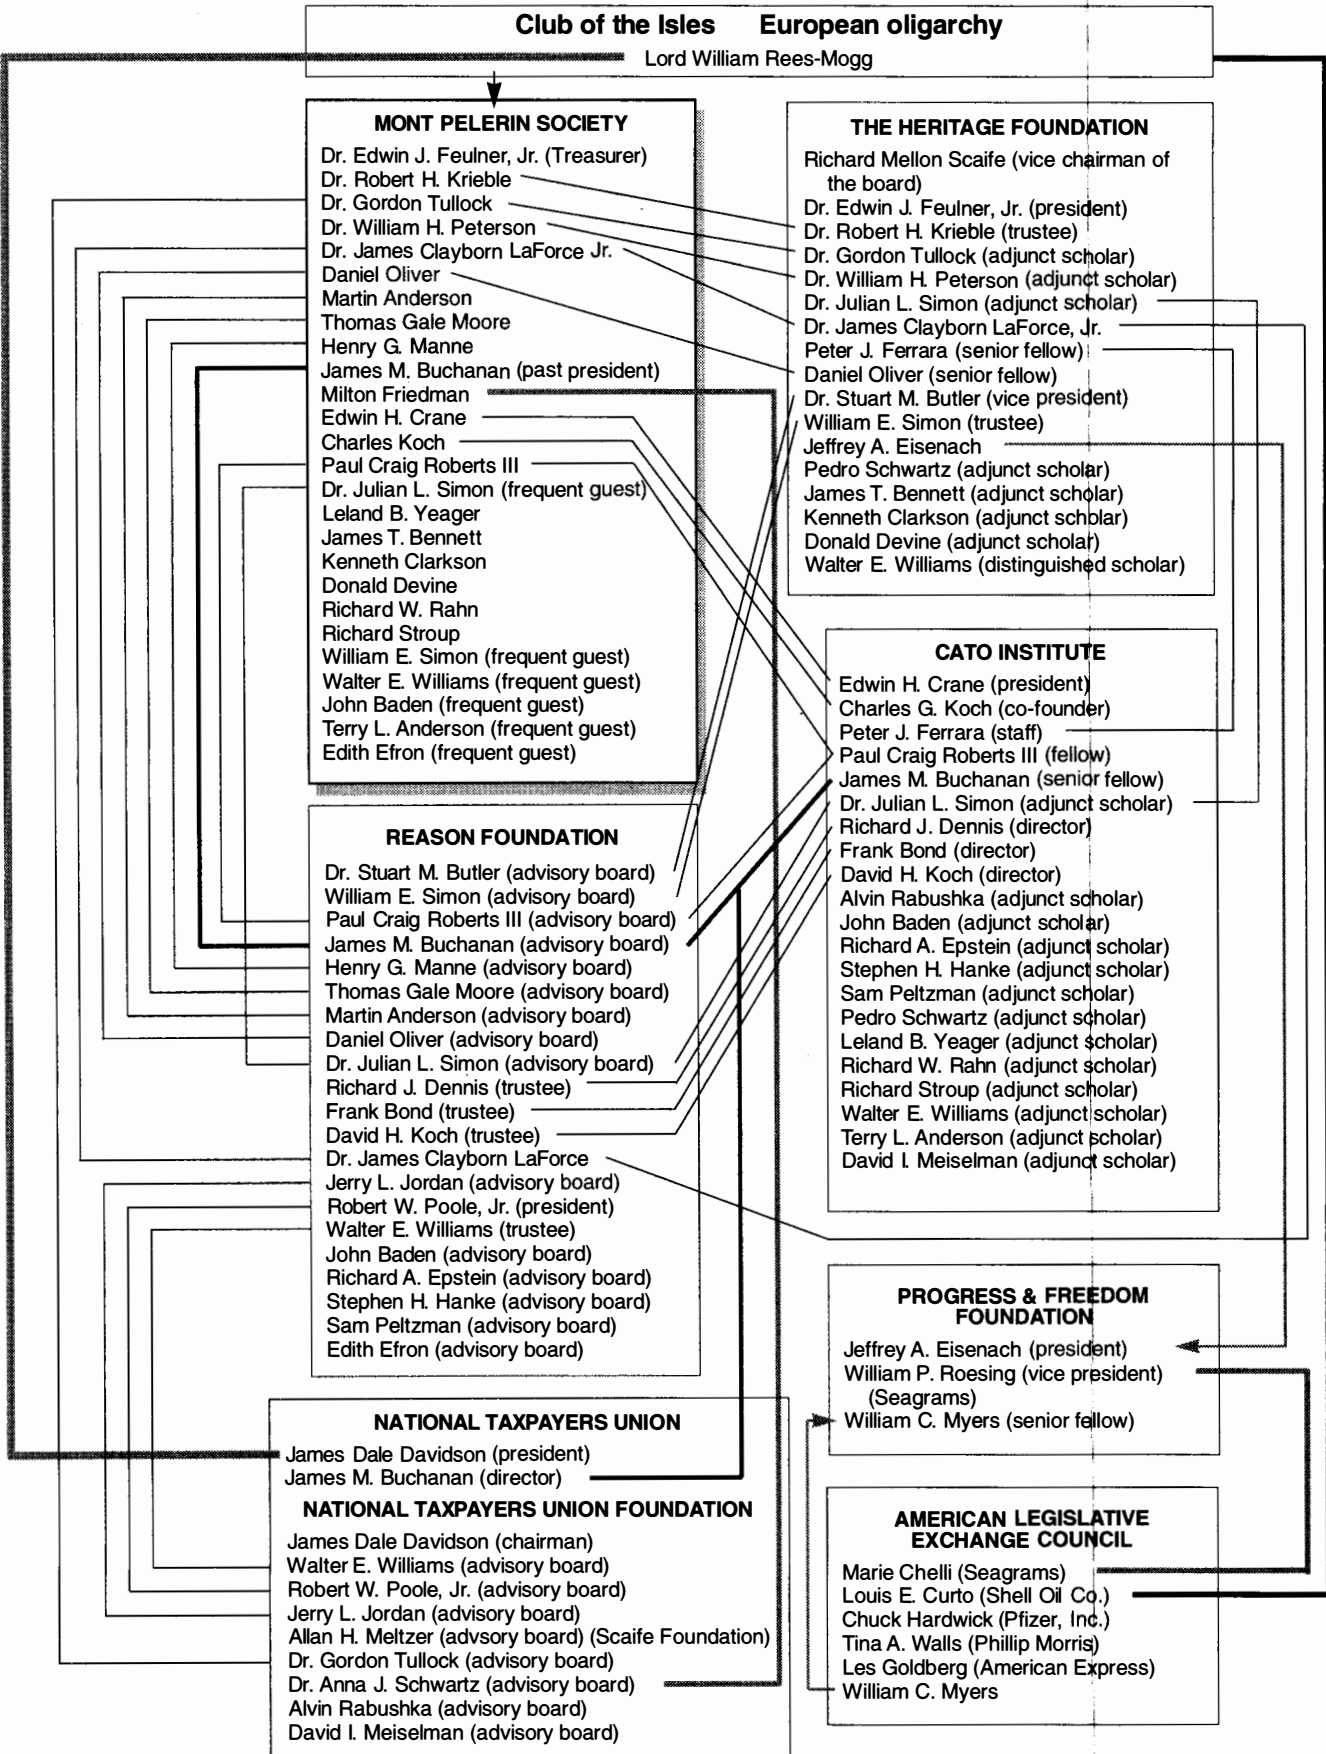 Club of the Isles European oligarchy
Lord William Rees-Mogg
MONT PELERIN SOCIETY
Dr. Edwin J. Feulner, Jr. (Treasurer)
Dr. Robert H. Krieble
Dr. Gordon Tullock
Dr. William H. Peterson
Dr. James Clayborn LaForce Jr.
Daniel Oliver
Martin Anderson
Thomas Gale Moore
Henry G. Manne
James M. Buchanan (past president)
Milton Friedman
Edwin H. Crane
Charles Koch
Paul Craig Roberts III
Dr. Julian L. Simon (frequent guest)
Leland B. Yeager
James T. Bennett
Kenneth Clarkson
Donald Devine
Richard W. Rahn
Richard Stroup
William E. Simon (frequent guest)
Walter E. Williams (frequent guest)
John Baden (frequent guest)
Terry L. Anderson (frequent guest)
Edith Efron (frequent guest)
THE HERITAGE FOUNDATION
Richard Mellon Scaife (vice chairman of
the board)
Dr. Edwin J. Feulner, Jr. (president)
Dr. Robert H. Krieble (trustee)
Dr. Gordon Tullock (adjunct scholar)
Dr. William H. Peterson (adjunct scholar)
Dr. Julian L. Simon (adjunct scholar)
Dr. James Clayborn LaForce, Jr.
Peter J. Ferrara (senior fellow)
Daniel Oliver (senior fellow)
Dr. Stuart M. Butler (vice president)
William E. Simon (trustee)
Jeffrey A. Eisenach
Pedro Schwartz (adjunct scholar)
James T. Bennett (adjunct scholar)
Kenneth Clarkson (adjunct scholar)
Donald Devine (adjunct scholar)
Walter E. Williams (distinguished scholar)
REASON FOUNDATION
Dr. Stuart M. Butler (advisory board)
William E. Simon (advisory board)
Paul Craig Roberts III (advisory board)
James M. Buchanan (advisory board)
Henry G. Manne (advisory board)
Thomas Gale Moore (advisory board)
Martin Anderson (advisory board)
Daniel Oliver (advisory board)
Dr. Julian L. Simon (advisory board)
Richard J. Dennis (trustee)
Frank Bond (trustee)
David H. Koch (trustee)
Dr. James Clayborn LaForce
Jerry L. Jordan (advisory board)
Robert W. Poole, Jr. (president)
Walter E. Williams (trustee)
John Baden (advisory board)
Richard A. Epstein (advisory board)
Stephen H. Hanke (advisory board)
Sam Peltzman (advisory board)
Edith Efron (advisory board)
CATO INSTITUTE
Edwin H. Crane (president)
Charles G. Koch (co-founder)
Peter J. Ferrara (staff)
Paul Craig Roberts III (fellow)
James M. Buchanan (senior fellow)
Dr. Julian L. Simon (adjunct scholar)
Richard J. Dennis (director)
Frank Bond (director)
David H. Koch (director)
Alvin Rabushka (adjunct scholar)
John Baden (adjunct scholar)
Richard A. Epstein (adjunct scholar)
Stephen H. Hanke (adjunct scholar)
Sam Peltzman (adjunct scholar)
Pedro Schwartz (adjunct scholar)
Leland B. Yeager (adjunct scholar)
Richard W. Rahn (adjunct scholar)
Richard Stroup (adjunct scholar)
Walter E. Williams (adjunct scholar)
Terry L. Anderson (adjunct scholar)
David I. Meiselman (adjunct scholar)
NATIONAL TAXPAYERS UNION
James Dale Davidson (president)
James M. Buchanan (director)
NATIONAL TAXPAYERS UNION FOUNDATION
James Dale Davidson (chairman)
Walter E. Williams (advisory board)
Robert W. Poole, Jr. (advisory board)
Jerry L. Jordan (advisory board)
Allan H. Meltzer (advsory board) (Scaife Foundation)
Dr. Gordon Tullock (advisory board)
Dr. Anna J. Schwartz (advisory board)
Alvin Rabushka (advisory board)
David I. Meiselman (advisory board)
PROGRESS & FREEDOM
FOUNDATION
Jeffrey A. Eisenach (president)
William P. Roesing (vice president)
(Seagrams)
William C. Myers (senior fellow)
AMERICAN LEGISLATIVE
EXCHANGE COUNCIL
Marie Chelli (Seagrams)
Louis E. Curto (Shell Oil Co.)
Chuck Hardwick (Pfizer, Inc.)
Tina A. Walls (Phillip Morris)
Les Goldberg (American Express)
William C. Myers